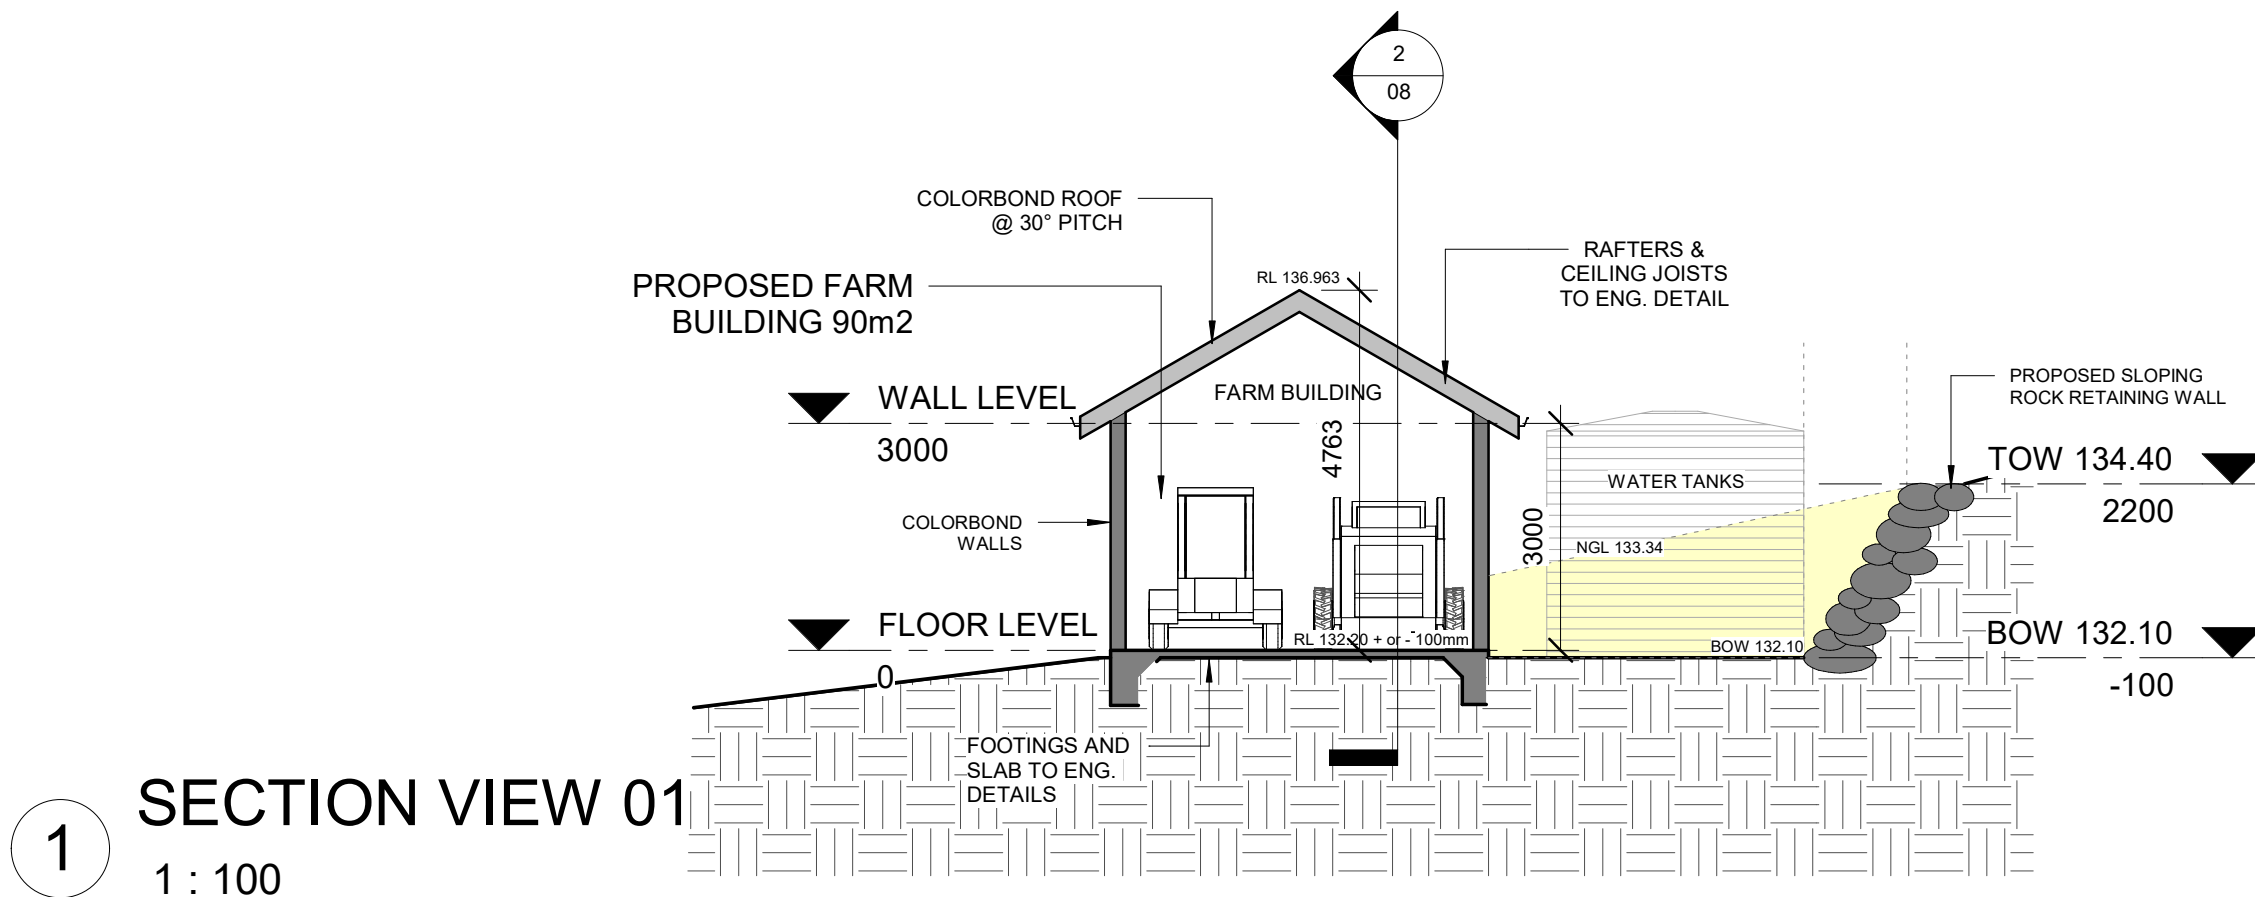 2
08
COLORBOND ROOF
@ 30° PITCH
RAFTERS &
CEILING JOISTS
TO ENG. DETAIL
RL 136.963
PROPOSED FARM
BUILDING 90m2
PROPOSED SLOPING
ROCK RETAINING WALL
WALL LEVEL
3000
FARM BUILDING
4763
TOW 134.40
2200
WATER TANKS
COLORBOND
WALLS
3000
NGL 133.34
FLOOR LEVEL
0
RL 132.20 + or - 100mm
BOW 132.10
BOW 132.10
-100
FOOTINGS AND
SLAB TO ENG.
DETAILS
1
SECTION VIEW 01
1 : 100